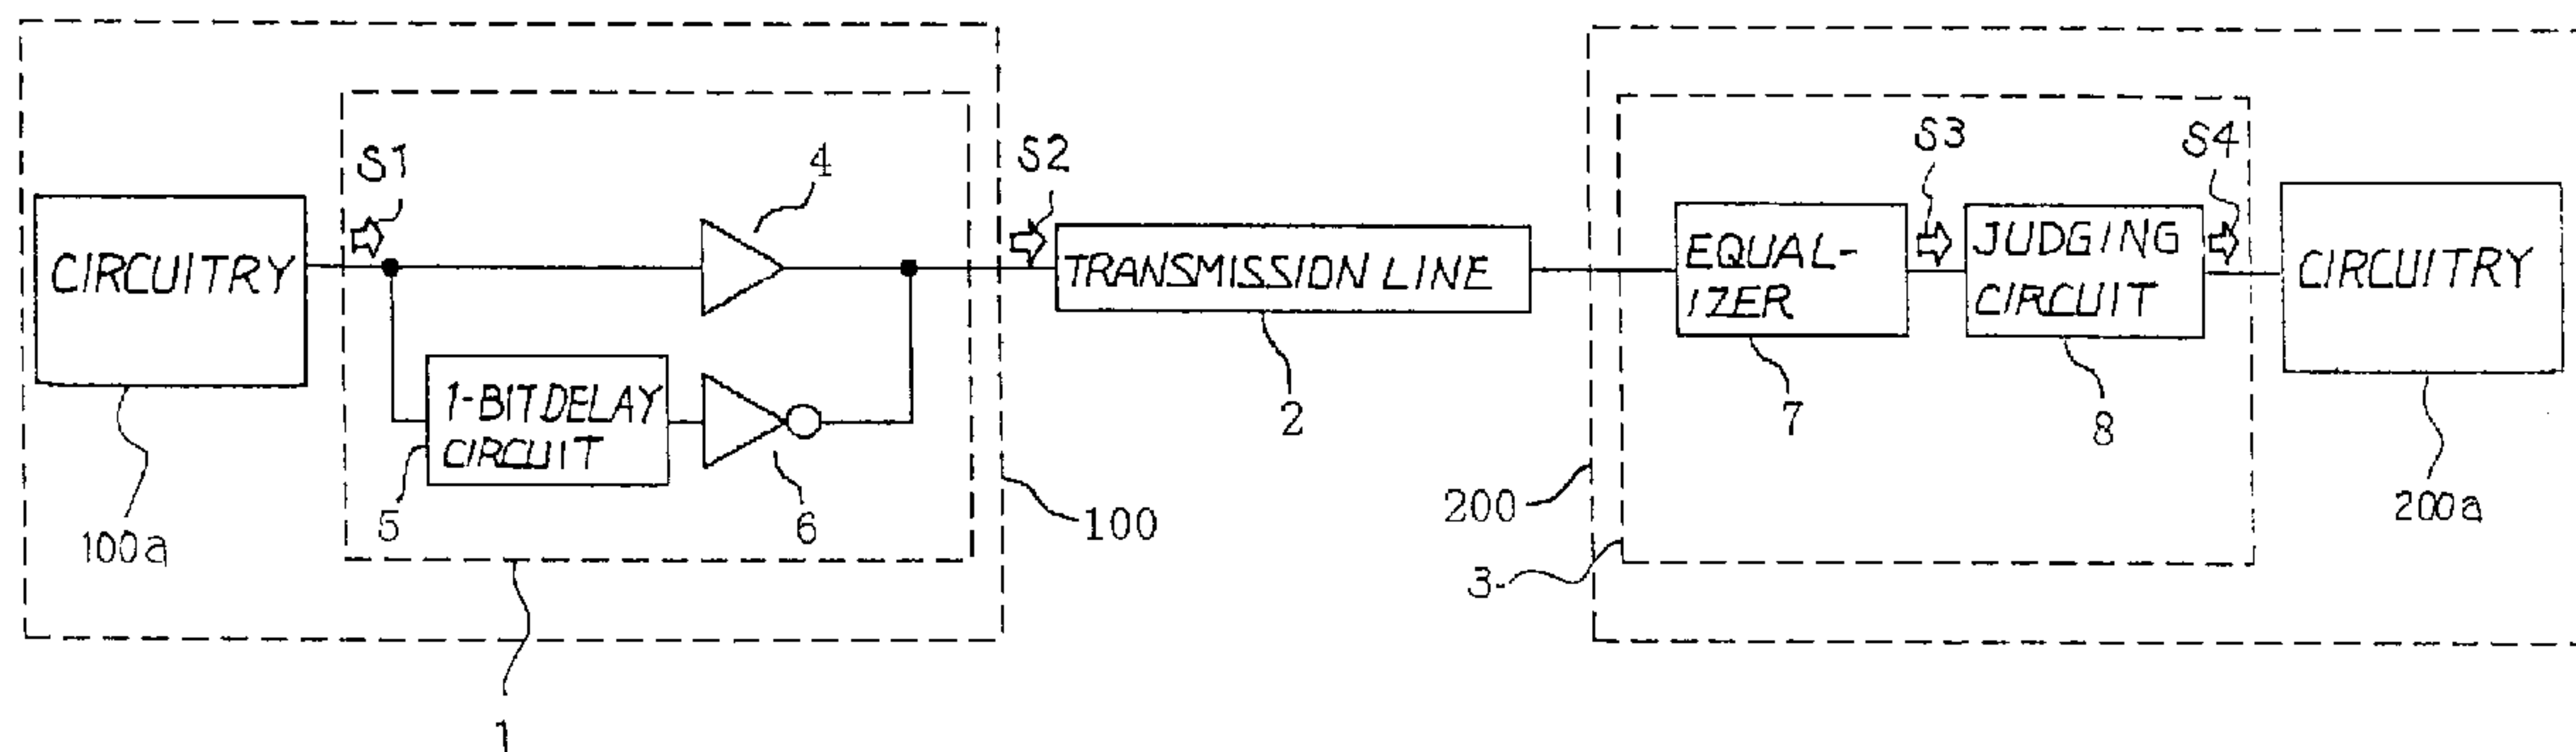 S1
4
S2
S3
S4
CIRCUITRY
TRANSMISSION LINE
EQUAL-
IZER
JUDGING
CIRCUIT
CIRCUITRY
1-BIT DELAY
CIRCUIT
2
7
8
5
6
100
200
100a
200a
3
1